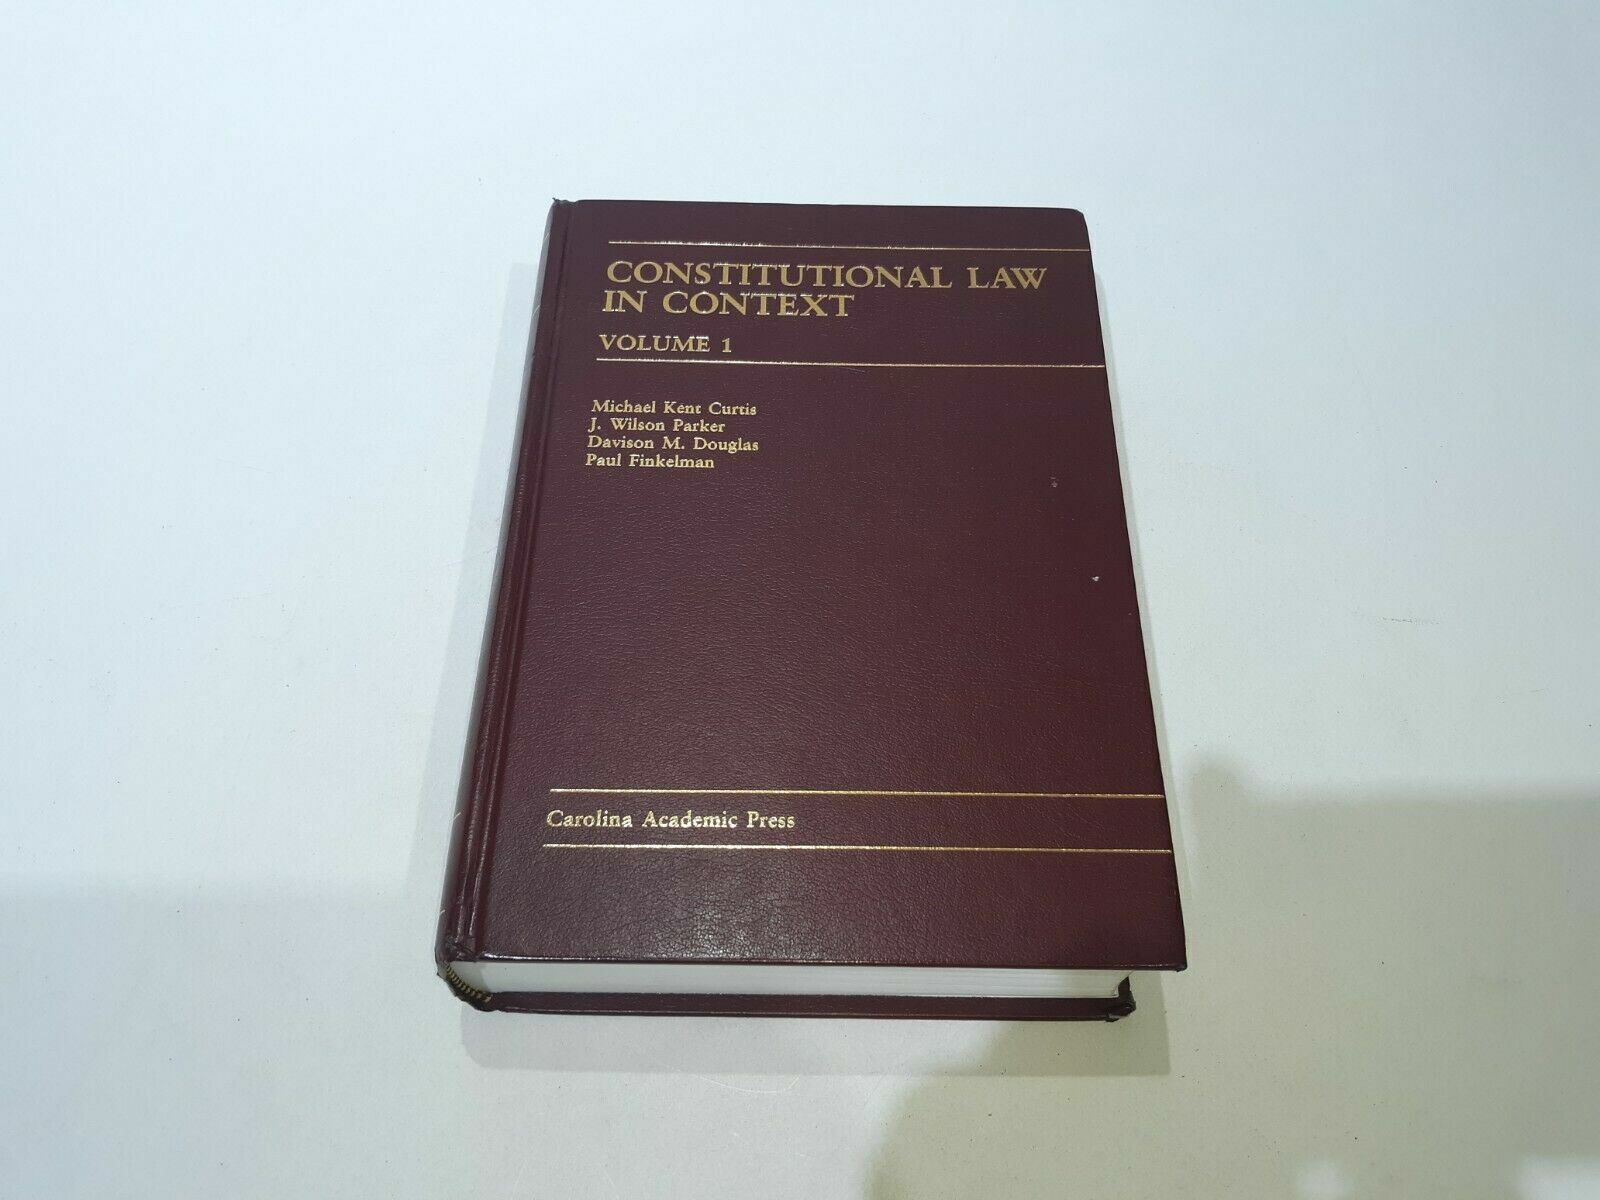 CONSTITUTIONAL LAW
IN CONTEXT
VOLUME 1
Michael Kent Curtis
J. Wilson Parker
Davison M. Douglas
Paul Finkelman
Carolina Academic Press